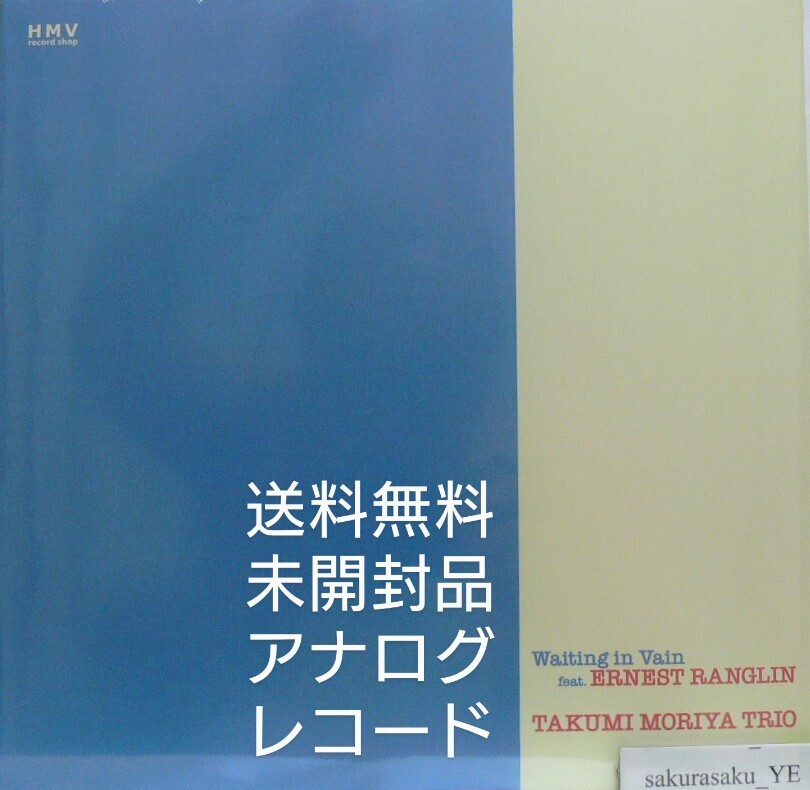 HMV
record shop
送料無料
未開封品
アナログ
レコード
Waiting in Vain
feat. ERNEST RANGLIN
TAKUMI MORIYA TRIO
sakurasaku_YE